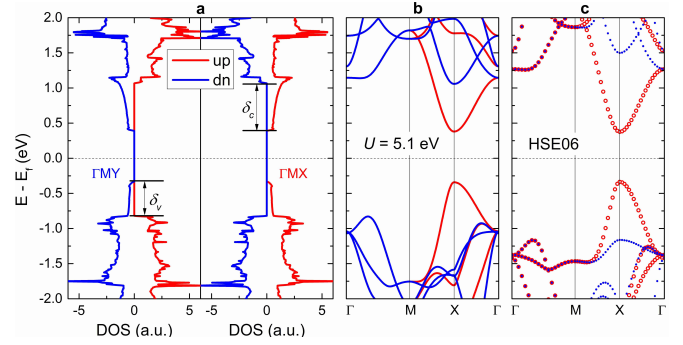 a b c
E - E_f (eV)
2.0
1.5
1.0
0.5
0.0
-0.5
-1.0
-1.5
-2.0
up
dn
δ_c
δ_v
ΓMY
ΓMX
U = 5.1 eV
HSE06
-5 0 5 -5 0 5
DOS (a.u.) DOS (a.u.)
Γ M X Γ
Γ M X Γ